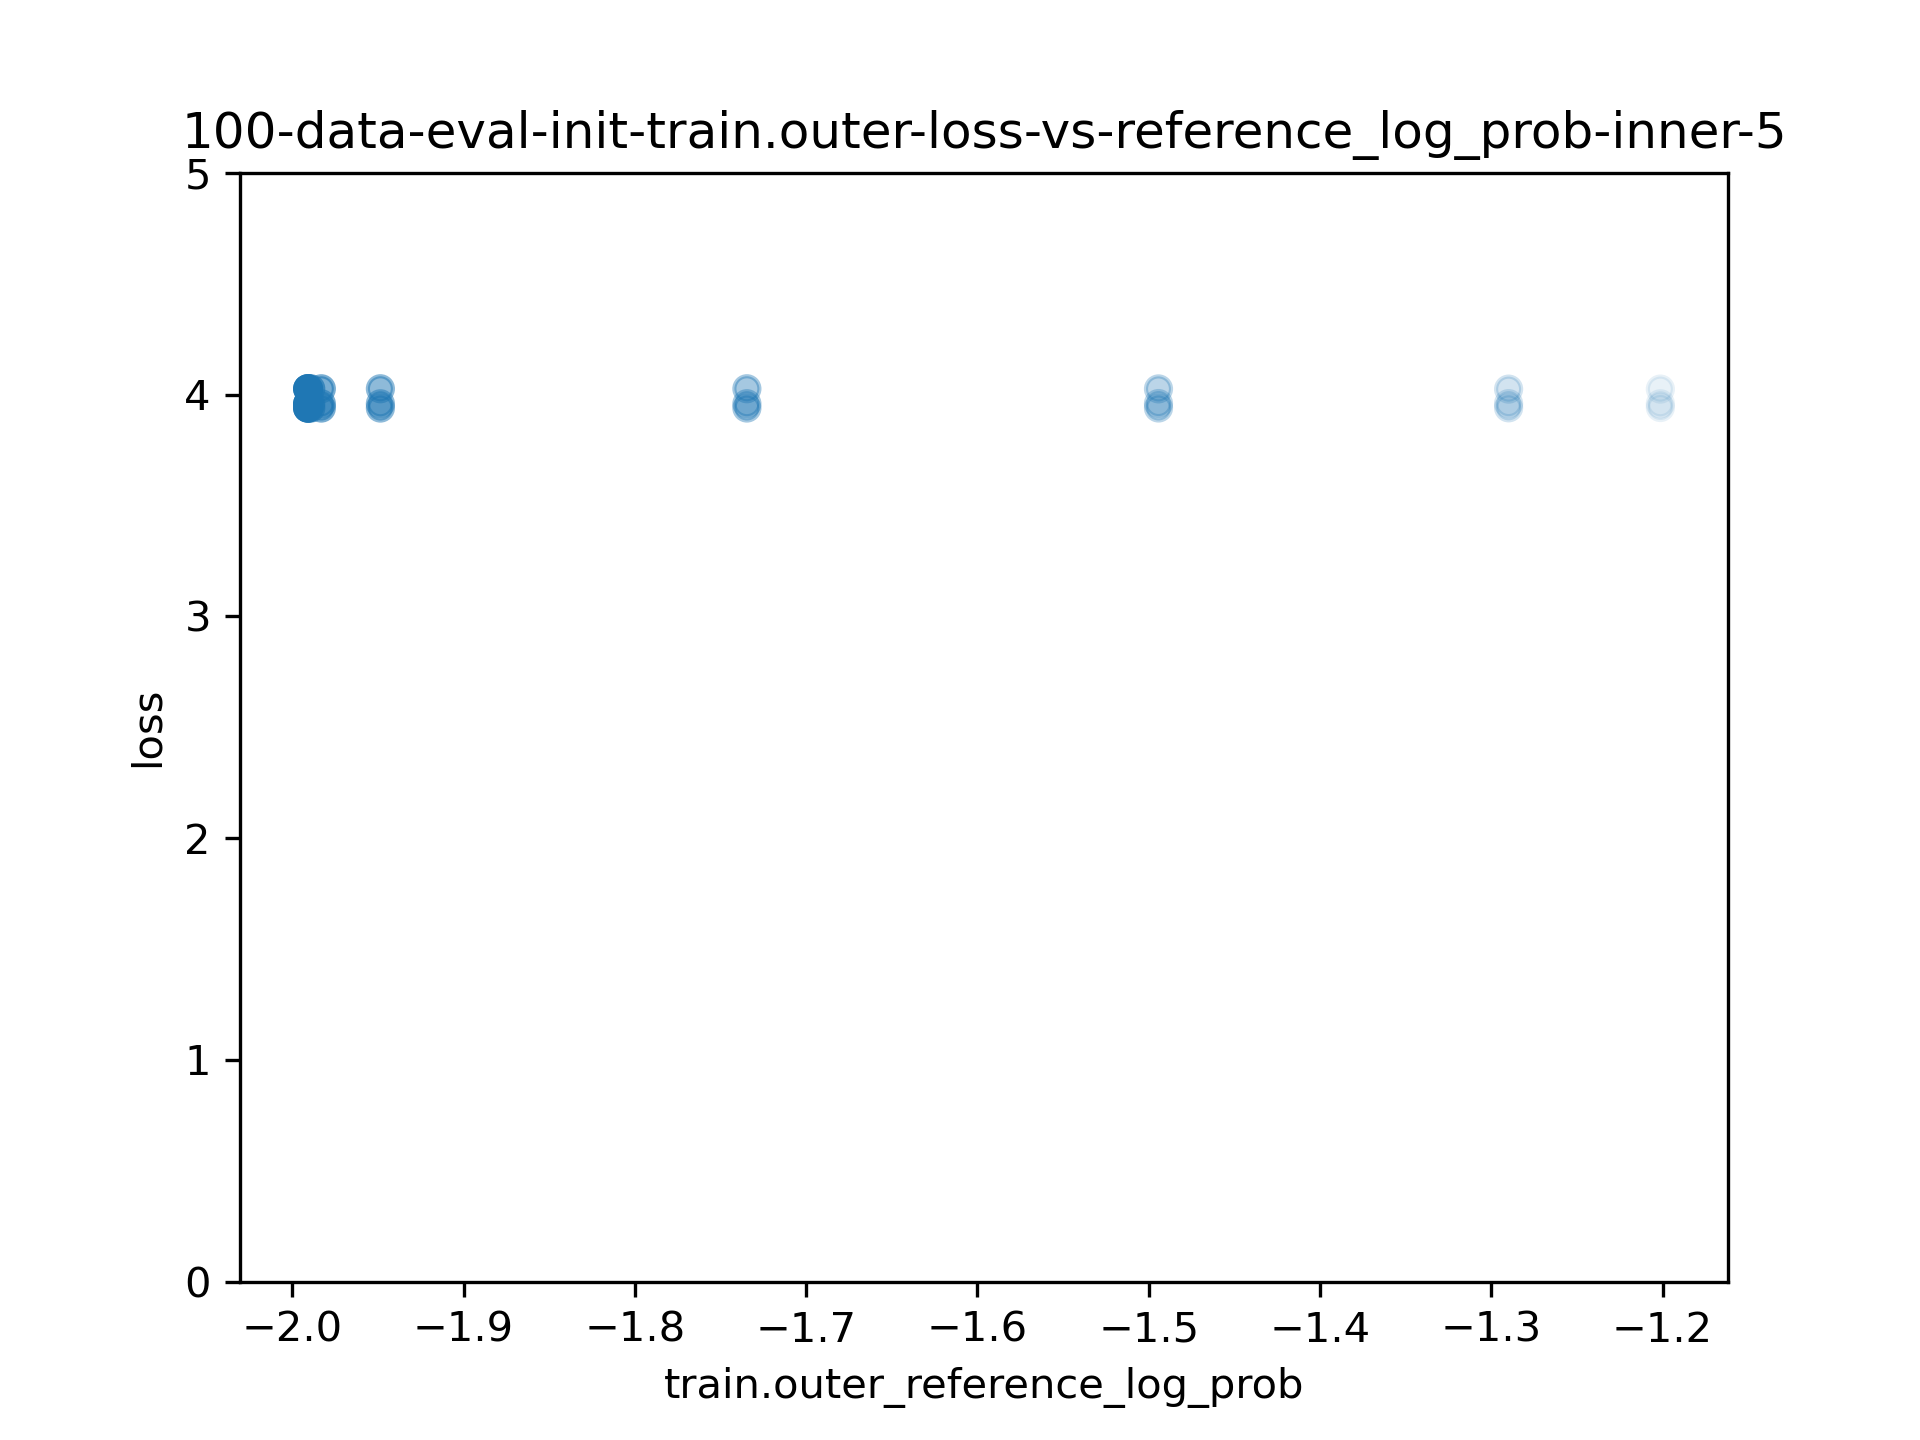 100-data-eval-init-train.outer-loss-vs-reference_log_prob-inner-5
5
4
3
2
1
0
loss
−2.0 −1.9 −1.8 −1.7 −1.6 −1.5 −1.4 −1.3 −1.2
train.outer_reference_log_prob